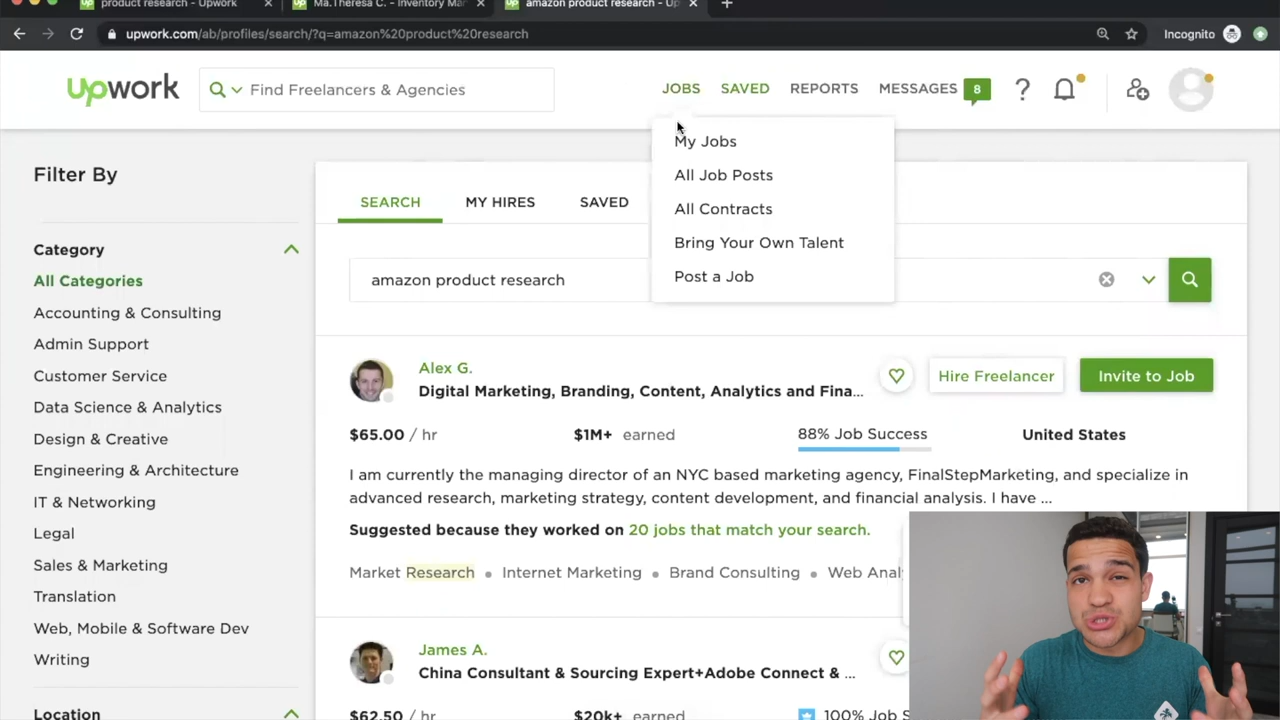 product research - Upwork
Ma.Theresa C. - Inventory Mar
amazon product research - Up
upwork.com/ab/profiles/search/?q=amazon%20product%20research
Incognito
upwork
Find Freelancers & Agencies
JOBS
SAVED
REPORTS
MESSAGES
8
My Jobs
All Job Posts
All Contracts
Bring Your Own Talent
Post a Job
Filter By
Category
All Categories
Accounting & Consulting
Admin Support
Customer Service
Data Science & Analytics
Design & Creative
Engineering & Architecture
IT & Networking
Legal
Sales & Marketing
Translation
Web, Mobile & Software Dev
Writing
Location
SEARCH
MY HIRES
SAVED
amazon product research
Alex G.
Digital Marketing, Branding, Content, Analytics and Fina...
Hire Freelancer
Invite to Job
$65.00 / hr
$1M+ earned
88% Job Success
United States
I am currently the managing director of an NYC based marketing agency, FinalStepMarketing, and specialize in
advanced research, marketing strategy, content development, and financial analysis. I have ...
Suggested because they worked on 20 jobs that match your search.
Market Research • Internet Marketing • Brand Consulting • Web Anal
James A.
China Consultant & Sourcing Expert+Adobe Connect & ...
$62.50 / hr
$20k+ earned
100% Job S